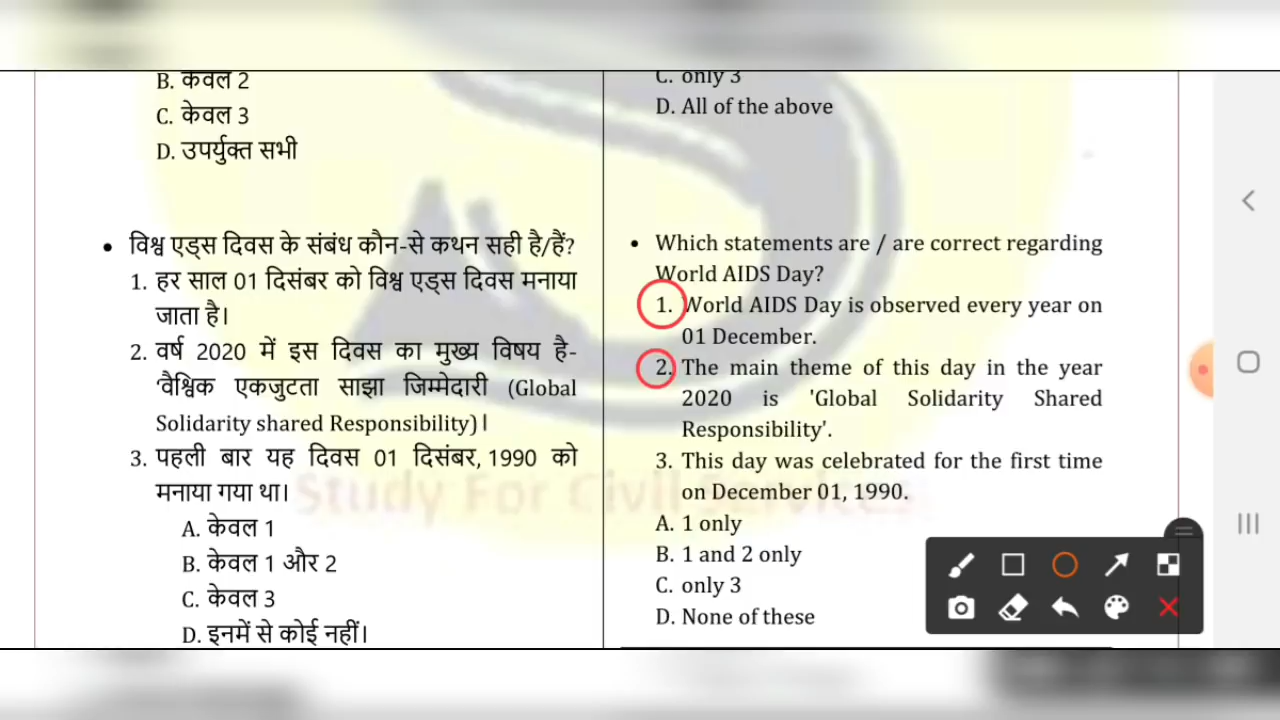 B. केवल 2
C. केवल 3
D. उपर्युक्त सभी
• विश्व एड्स दिवस के संबंध कौन-से कथन सही है/हैं?
1. हर साल 01 दिसंबर को विश्व एड्स दिवस मनाया
जाता है।
2. वर्ष 2020 में इस दिवस का मुख्य विषय है-
‘वैश्विक एकजुटता साझा जिम्मेदारी (Global
Solidarity shared Responsibility)।
3. पहली बार यह दिवस 01 दिसंबर, 1990 को
मनाया गया था।
A. केवल 1
B. केवल 1 और 2
C. केवल 3
D. इनमें से कोई नहीं।
C. only 3
D. All of the above
• Which statements are / are correct regarding
World AIDS Day?
1. World AIDS Day is observed every year on
01 December.
2. The main theme of this day in the year
2020 is 'Global Solidarity Shared
Responsibility'.
3. This day was celebrated for the first time
on December 01, 1990.
A. 1 only
B. 1 and 2 only
C. only 3
D. None of these
Study For Civil Services